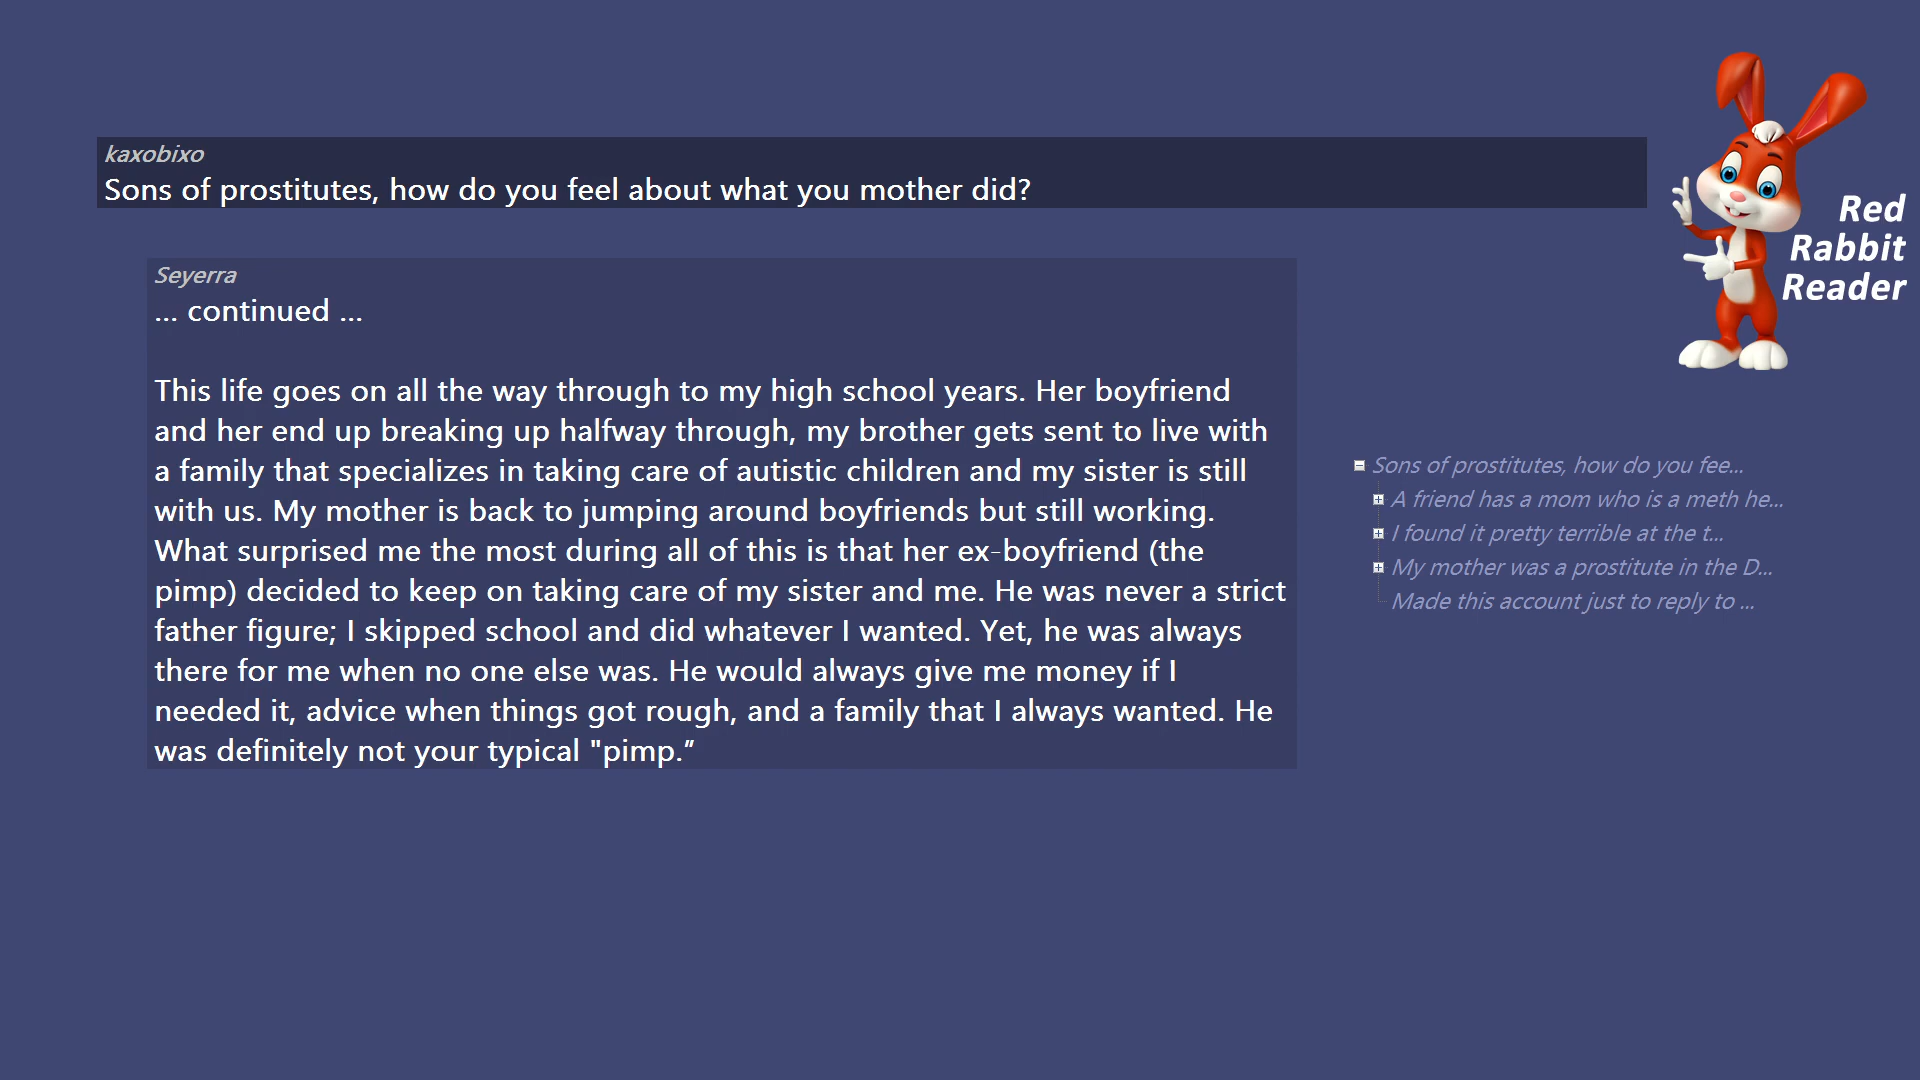 kaxobixo
Sons of prostitutes, how do you feel about what you mother did?
Seyerra
... continued ...
This life goes on all the way through to my high school years. Her boyfriend
and her end up breaking up halfway through, my brother gets sent to live with
a family that specializes in taking care of autistic children and my sister is still
with us. My mother is back to jumping around boyfriends but still working.
What surprised me the most during all of this is that her ex-boyfriend (the
pimp) decided to keep on taking care of my sister and me. He was never a strict
father figure; I skipped school and did whatever I wanted. Yet, he was always
there for me when no one else was. He would always give me money if I
needed it, advice when things got rough, and a family that I always wanted. He
was definitely not your typical "pimp.”
Red
Rabbit
Reader
Sons of prostitutes, how do you fee...
A friend has a mom who is a meth he...
I found it pretty terrible at the t...
My mother was a prostitute in the D...
Made this account just to reply to ...